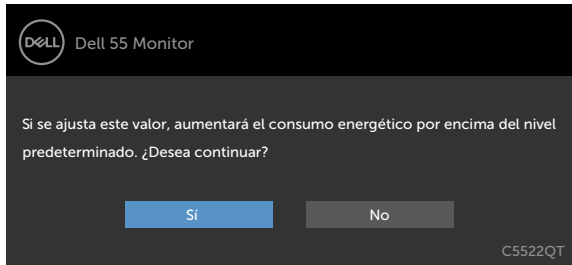 DELL Dell 55 Monitor
Si se ajusta este valor, aumentará el consumo energético por encima del nivel
predeterminado. ¿Desea continuar?
Sí No
C5522QT